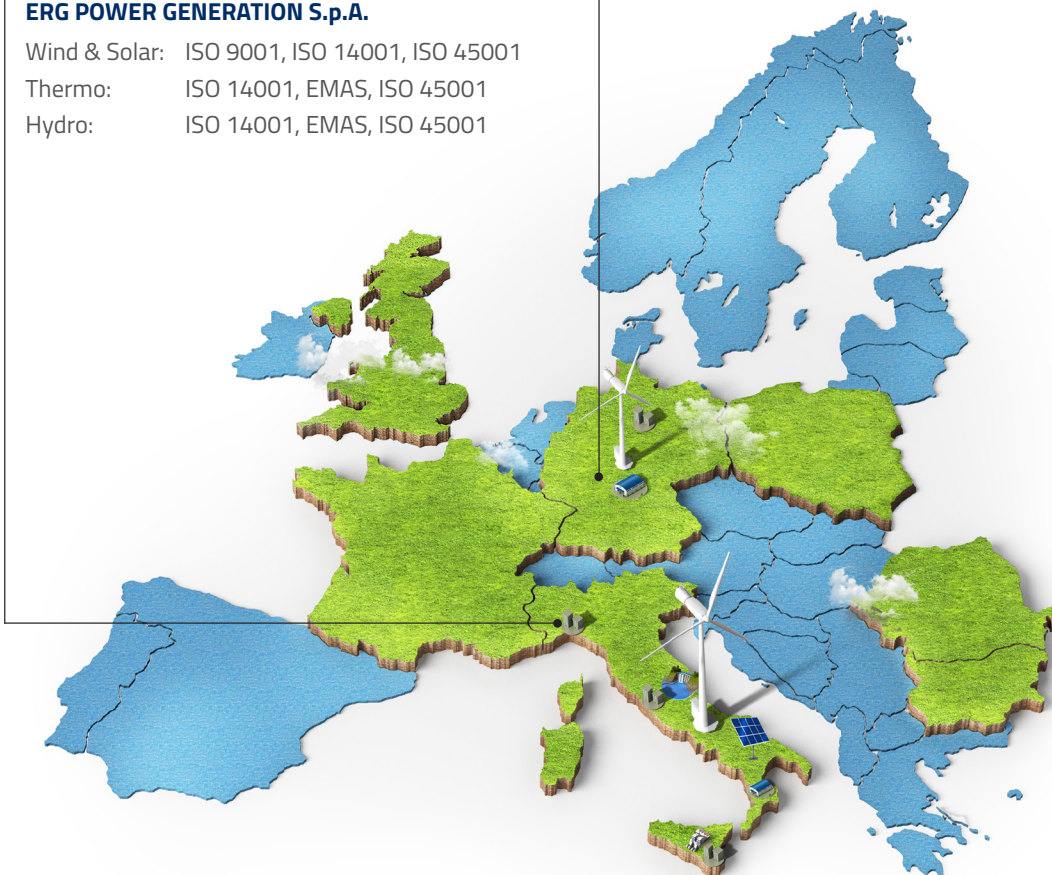 ERG POWER GENERATION S.p.A.
Wind & Solar: ISO 9001, ISO 14001, ISO 45001
Thermo: ISO 14001, EMAS, ISO 45001
Hydro: ISO 14001, EMAS, ISO 45001